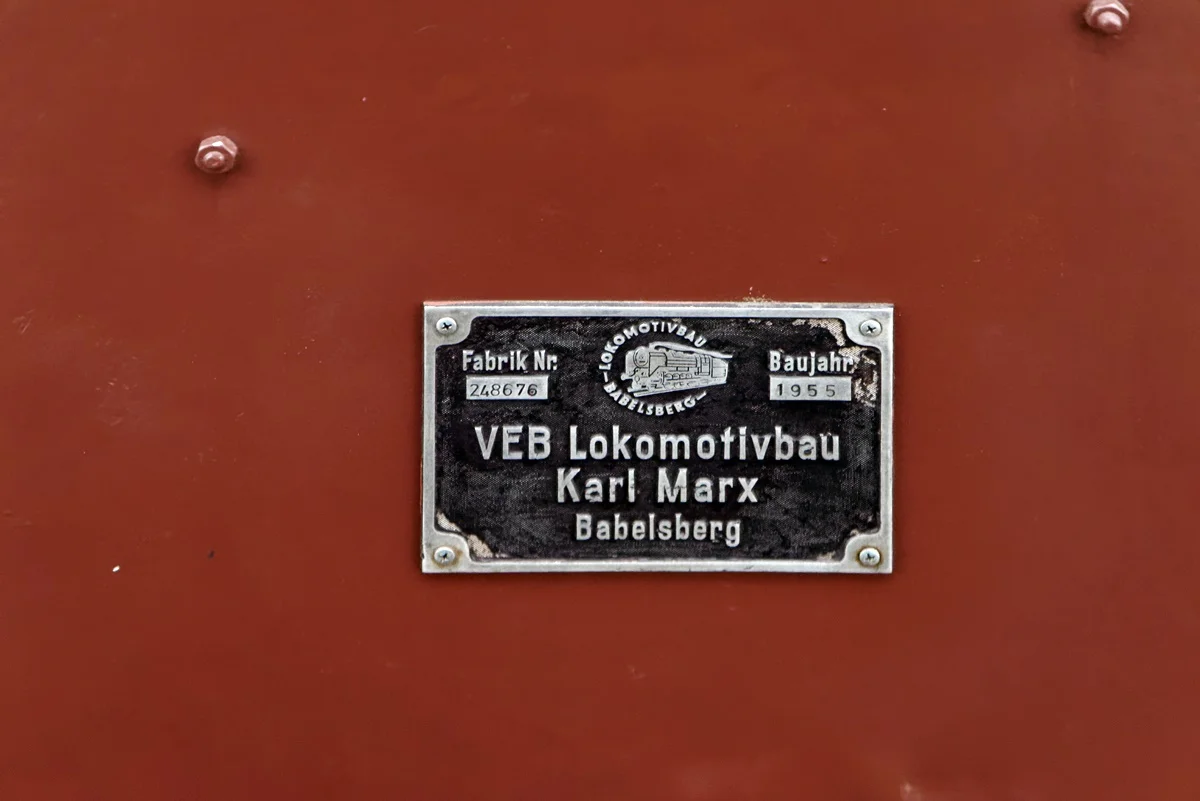 LOKOMOTIVBAU
BABELSBERG
Fabrik Nr.
248676
Baujahr.
1955
VEB Lokomotivbau
Karl Marx
Babelsberg